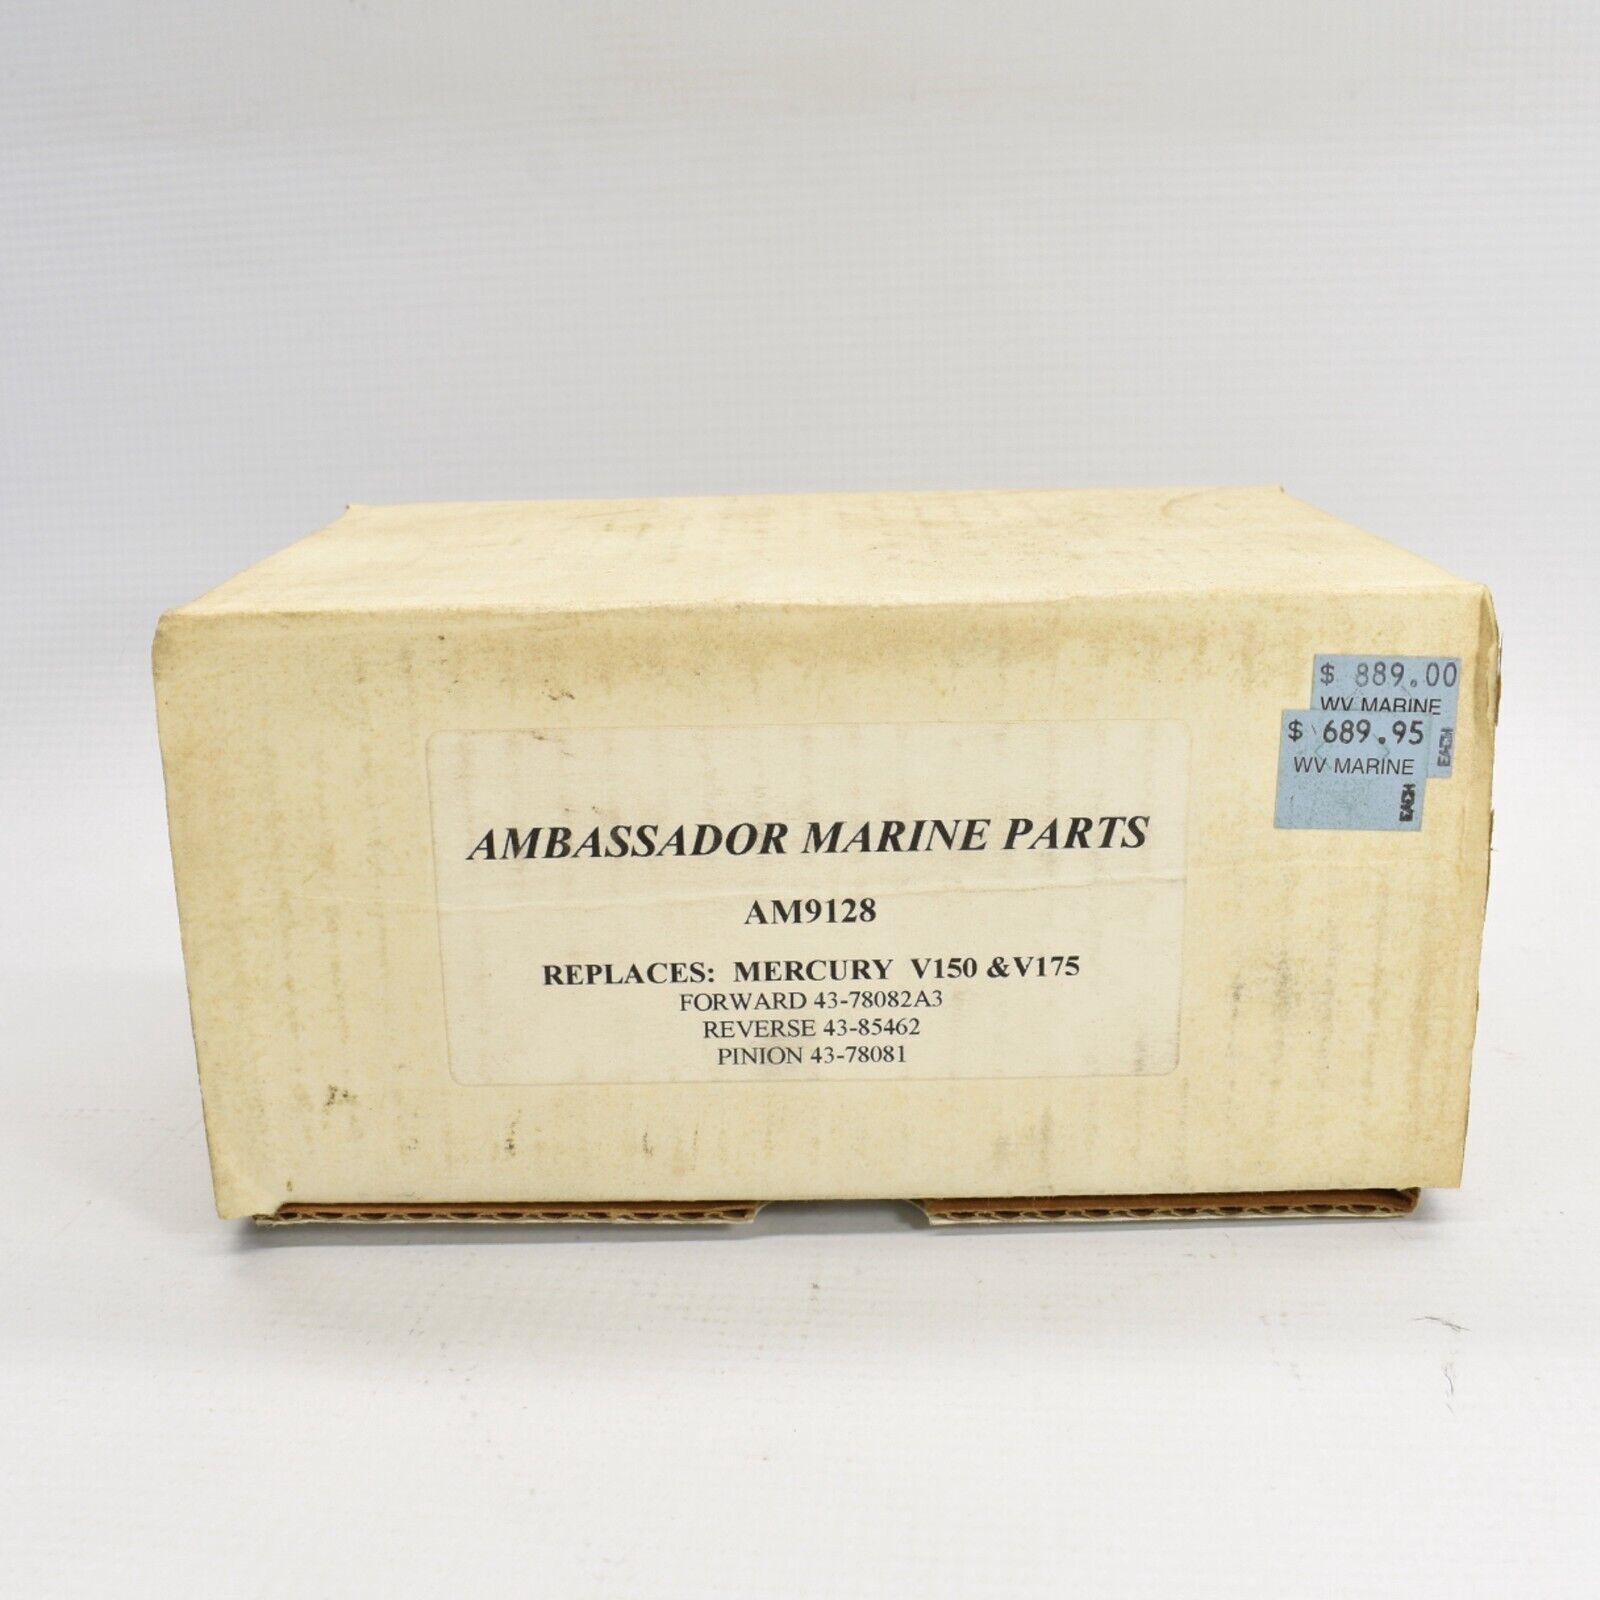 $ 889.00
WV MARINE
EACH
$ 689.95
WV MARINE
EACH
AMBASSADOR MARINE PARTS
AM9128
REPLACES: MERCURY V150 &V175
FORWARD 43-78082A3
REVERSE 43-85462
PINION 43-78081